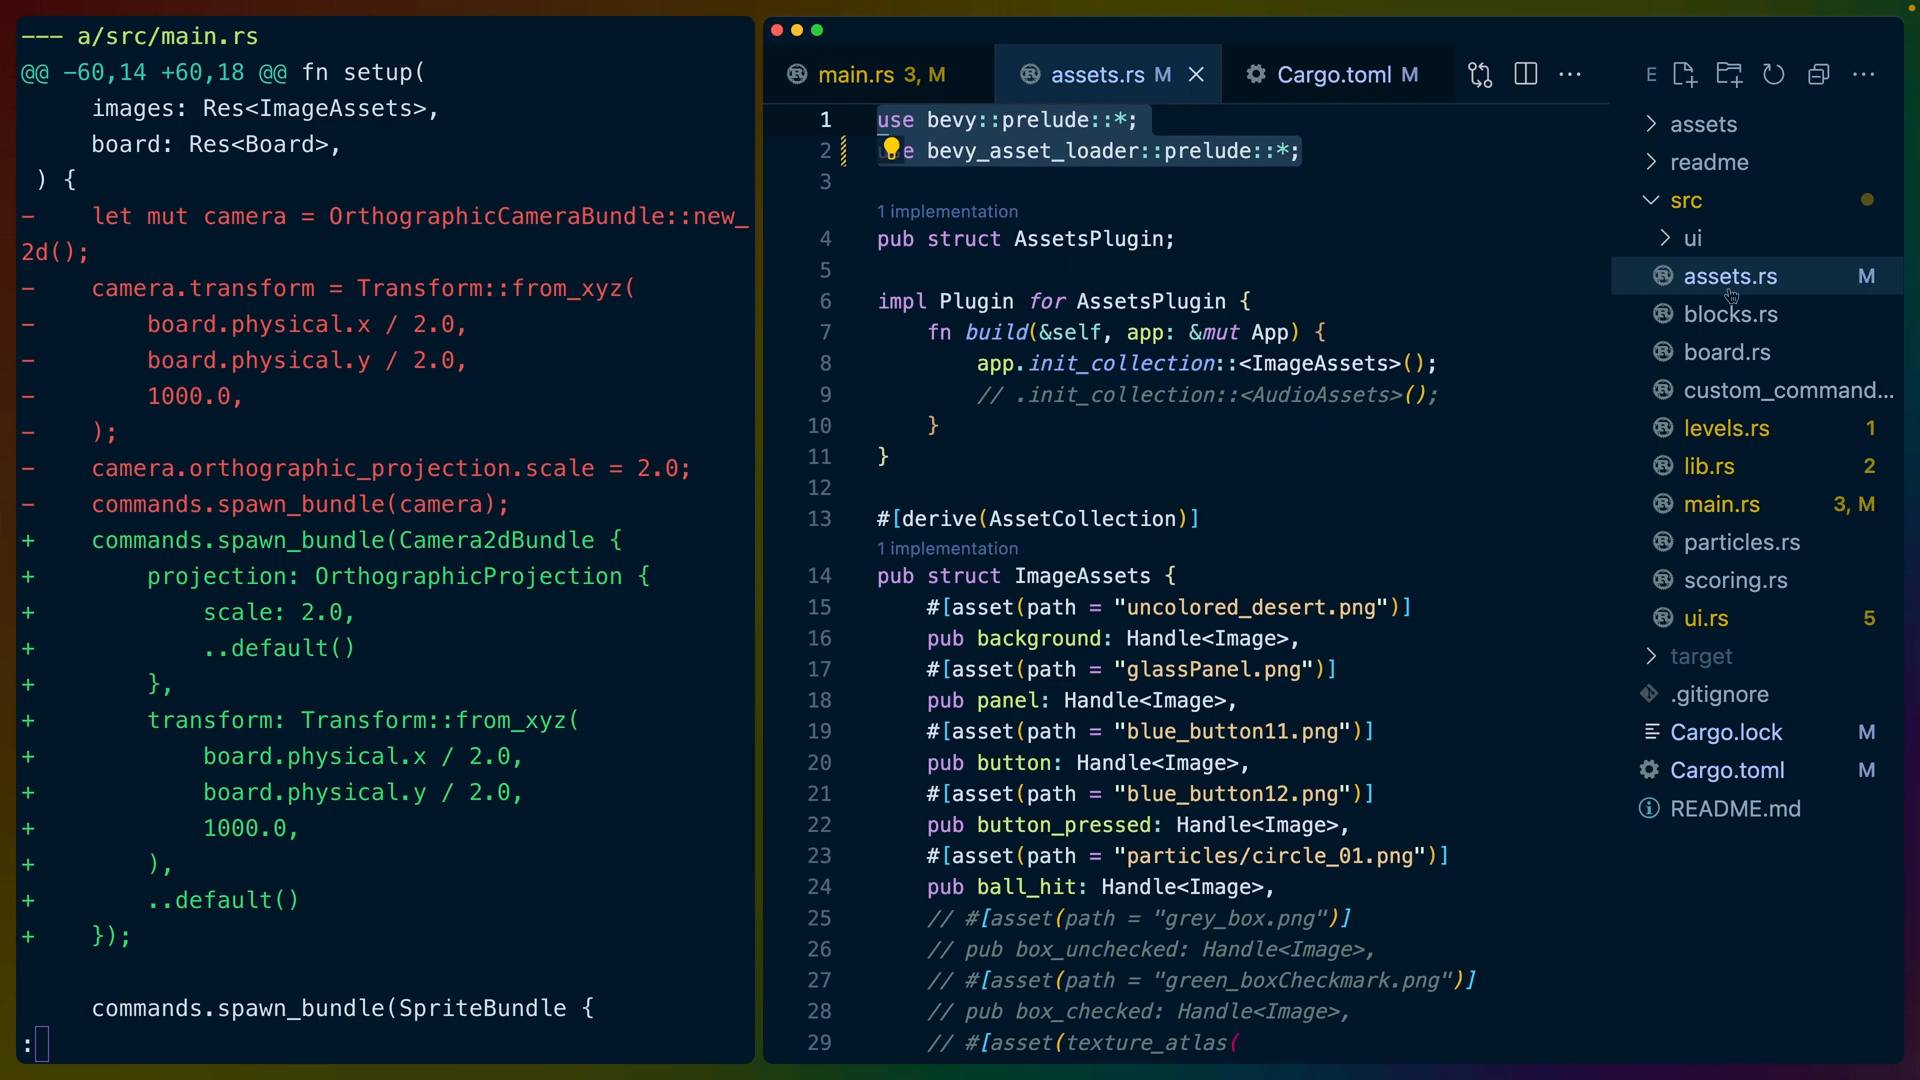 --- a/src/main.rs
@@ -60,14 +60,18 @@ fn setup(
images: Res<ImageAssets>,
board: Res<Board>,
) {
-     let mut camera = OrthographicCameraBundle::new_
2d();
-     camera.transform = Transform::from_xyz(
-         board.physical.x / 2.0,
-         board.physical.y / 2.0,
-         1000.0,
-     );
-     camera.orthographic_projection.scale = 2.0;
-     commands.spawn_bundle(camera);
+     commands.spawn_bundle(Camera2dBundle {
+         projection: OrthographicProjection {
+             scale: 2.0,
+             ..default()
+         },
+         transform: Transform::from_xyz(
+             board.physical.x / 2.0,
+             board.physical.y / 2.0,
+             1000.0,
+         ),
+         ..default()
+     });
commands.spawn_bundle(SpriteBundle {
:
main.rs 3, M
assets.rs M
Cargo.toml M
1 use bevy::prelude::*;
2 e bevy_asset_loader::prelude::*;
3
1 implementation
4 pub struct AssetsPlugin;
5
6 impl Plugin for AssetsPlugin {
7     fn build(&self, app: &mut App) {
8         app.init_collection::<ImageAssets>();
9         // .init_collection::<AudioAssets>();
10     }
11 }
12
13 #[derive(AssetCollection)]
1 implementation
14 pub struct ImageAssets {
15     #[asset(path = "uncolored_desert.png")]
16     pub background: Handle<Image>,
17     #[asset(path = "glassPanel.png")]
18     pub panel: Handle<Image>,
19     #[asset(path = "blue_button11.png")]
20     pub button: Handle<Image>,
21     #[asset(path = "blue_button12.png")]
22     pub button_pressed: Handle<Image>,
23     #[asset(path = "particles/circle_01.png")]
24     pub ball_hit: Handle<Image>,
25     // #[asset(path = "grey_box.png")]
26     // pub box_unchecked: Handle<Image>,
27     // #[asset(path = "green_boxCheckmark.png")]
28     // pub box_checked: Handle<Image>,
29     // #[asset(texture_atlas(
E
assets
readme
src
ui
assets.rs M
blocks.rs
board.rs
custom_command...
levels.rs 1
lib.rs 2
main.rs 3, M
particles.rs
scoring.rs
ui.rs 5
target
.gitignore
Cargo.lock M
Cargo.toml M
README.md